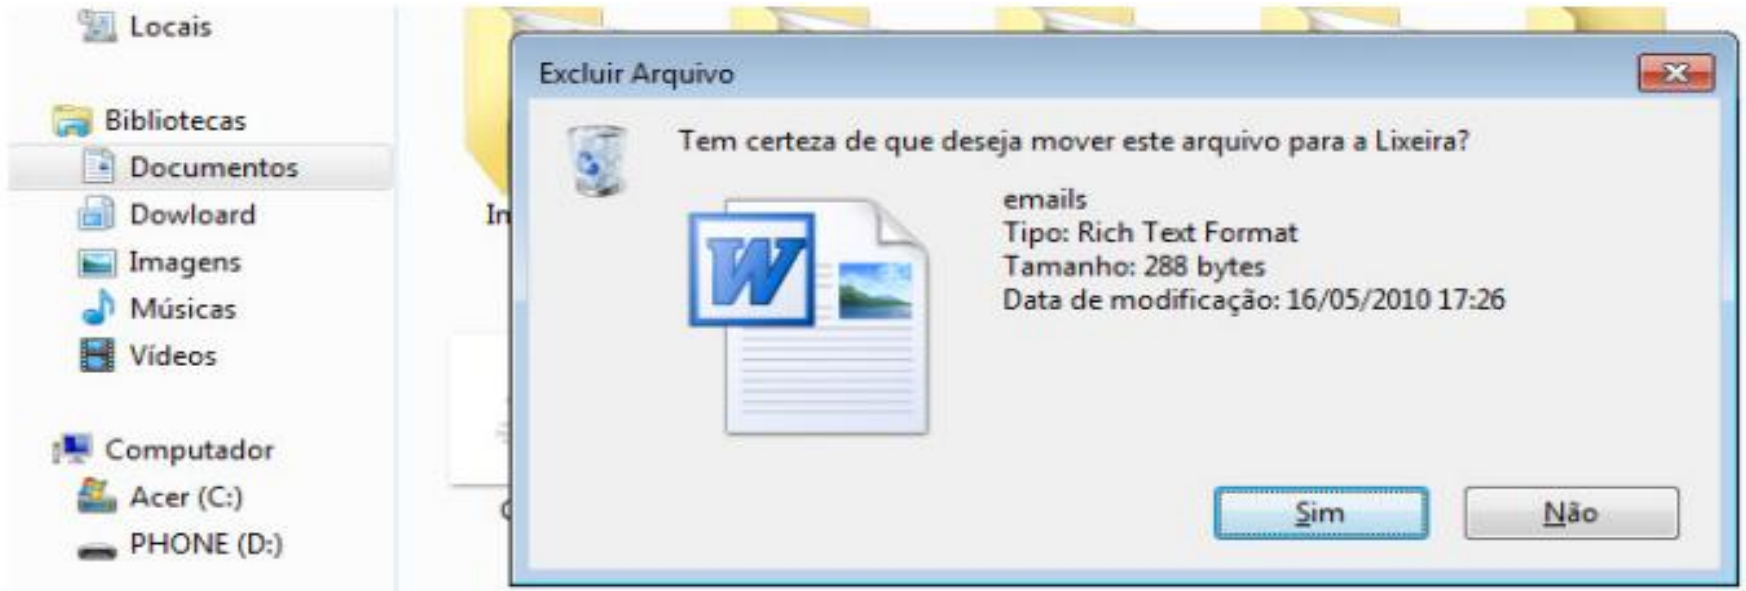 Locais
Bibliotecas
Documentos
Dowloard
Imagens
Músicas
Vídeos
Computador
Acer (C:)
PHONE (D:)
In
Excluir Arquivo
Tem certeza de que deseja mover este arquivo para a Lixeira?
W
emails
Tipo: Rich Text Format
Tamanho: 288 bytes
Data de modificação: 16/05/2010 17:26
Sim
Não